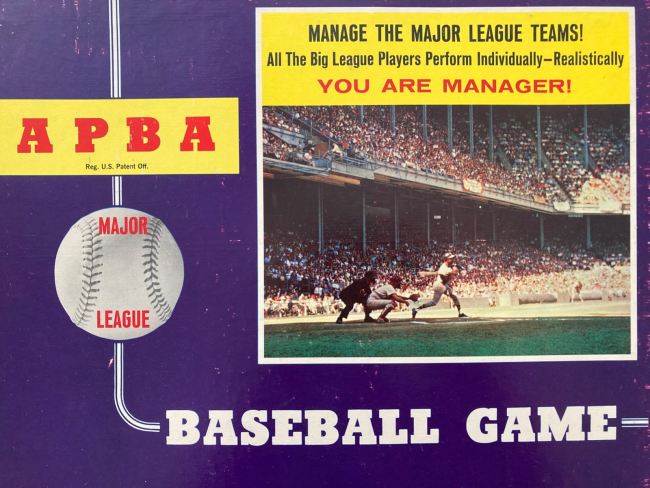 MANAGE THE MAJOR LEAGUE TEAMS!
All The Big League Players Perform Individually—Realistically
YOU ARE MANAGER!
APBA
Reg. U.S. Patent Off.
MAJOR
LEAGUE
BASEBALL GAME